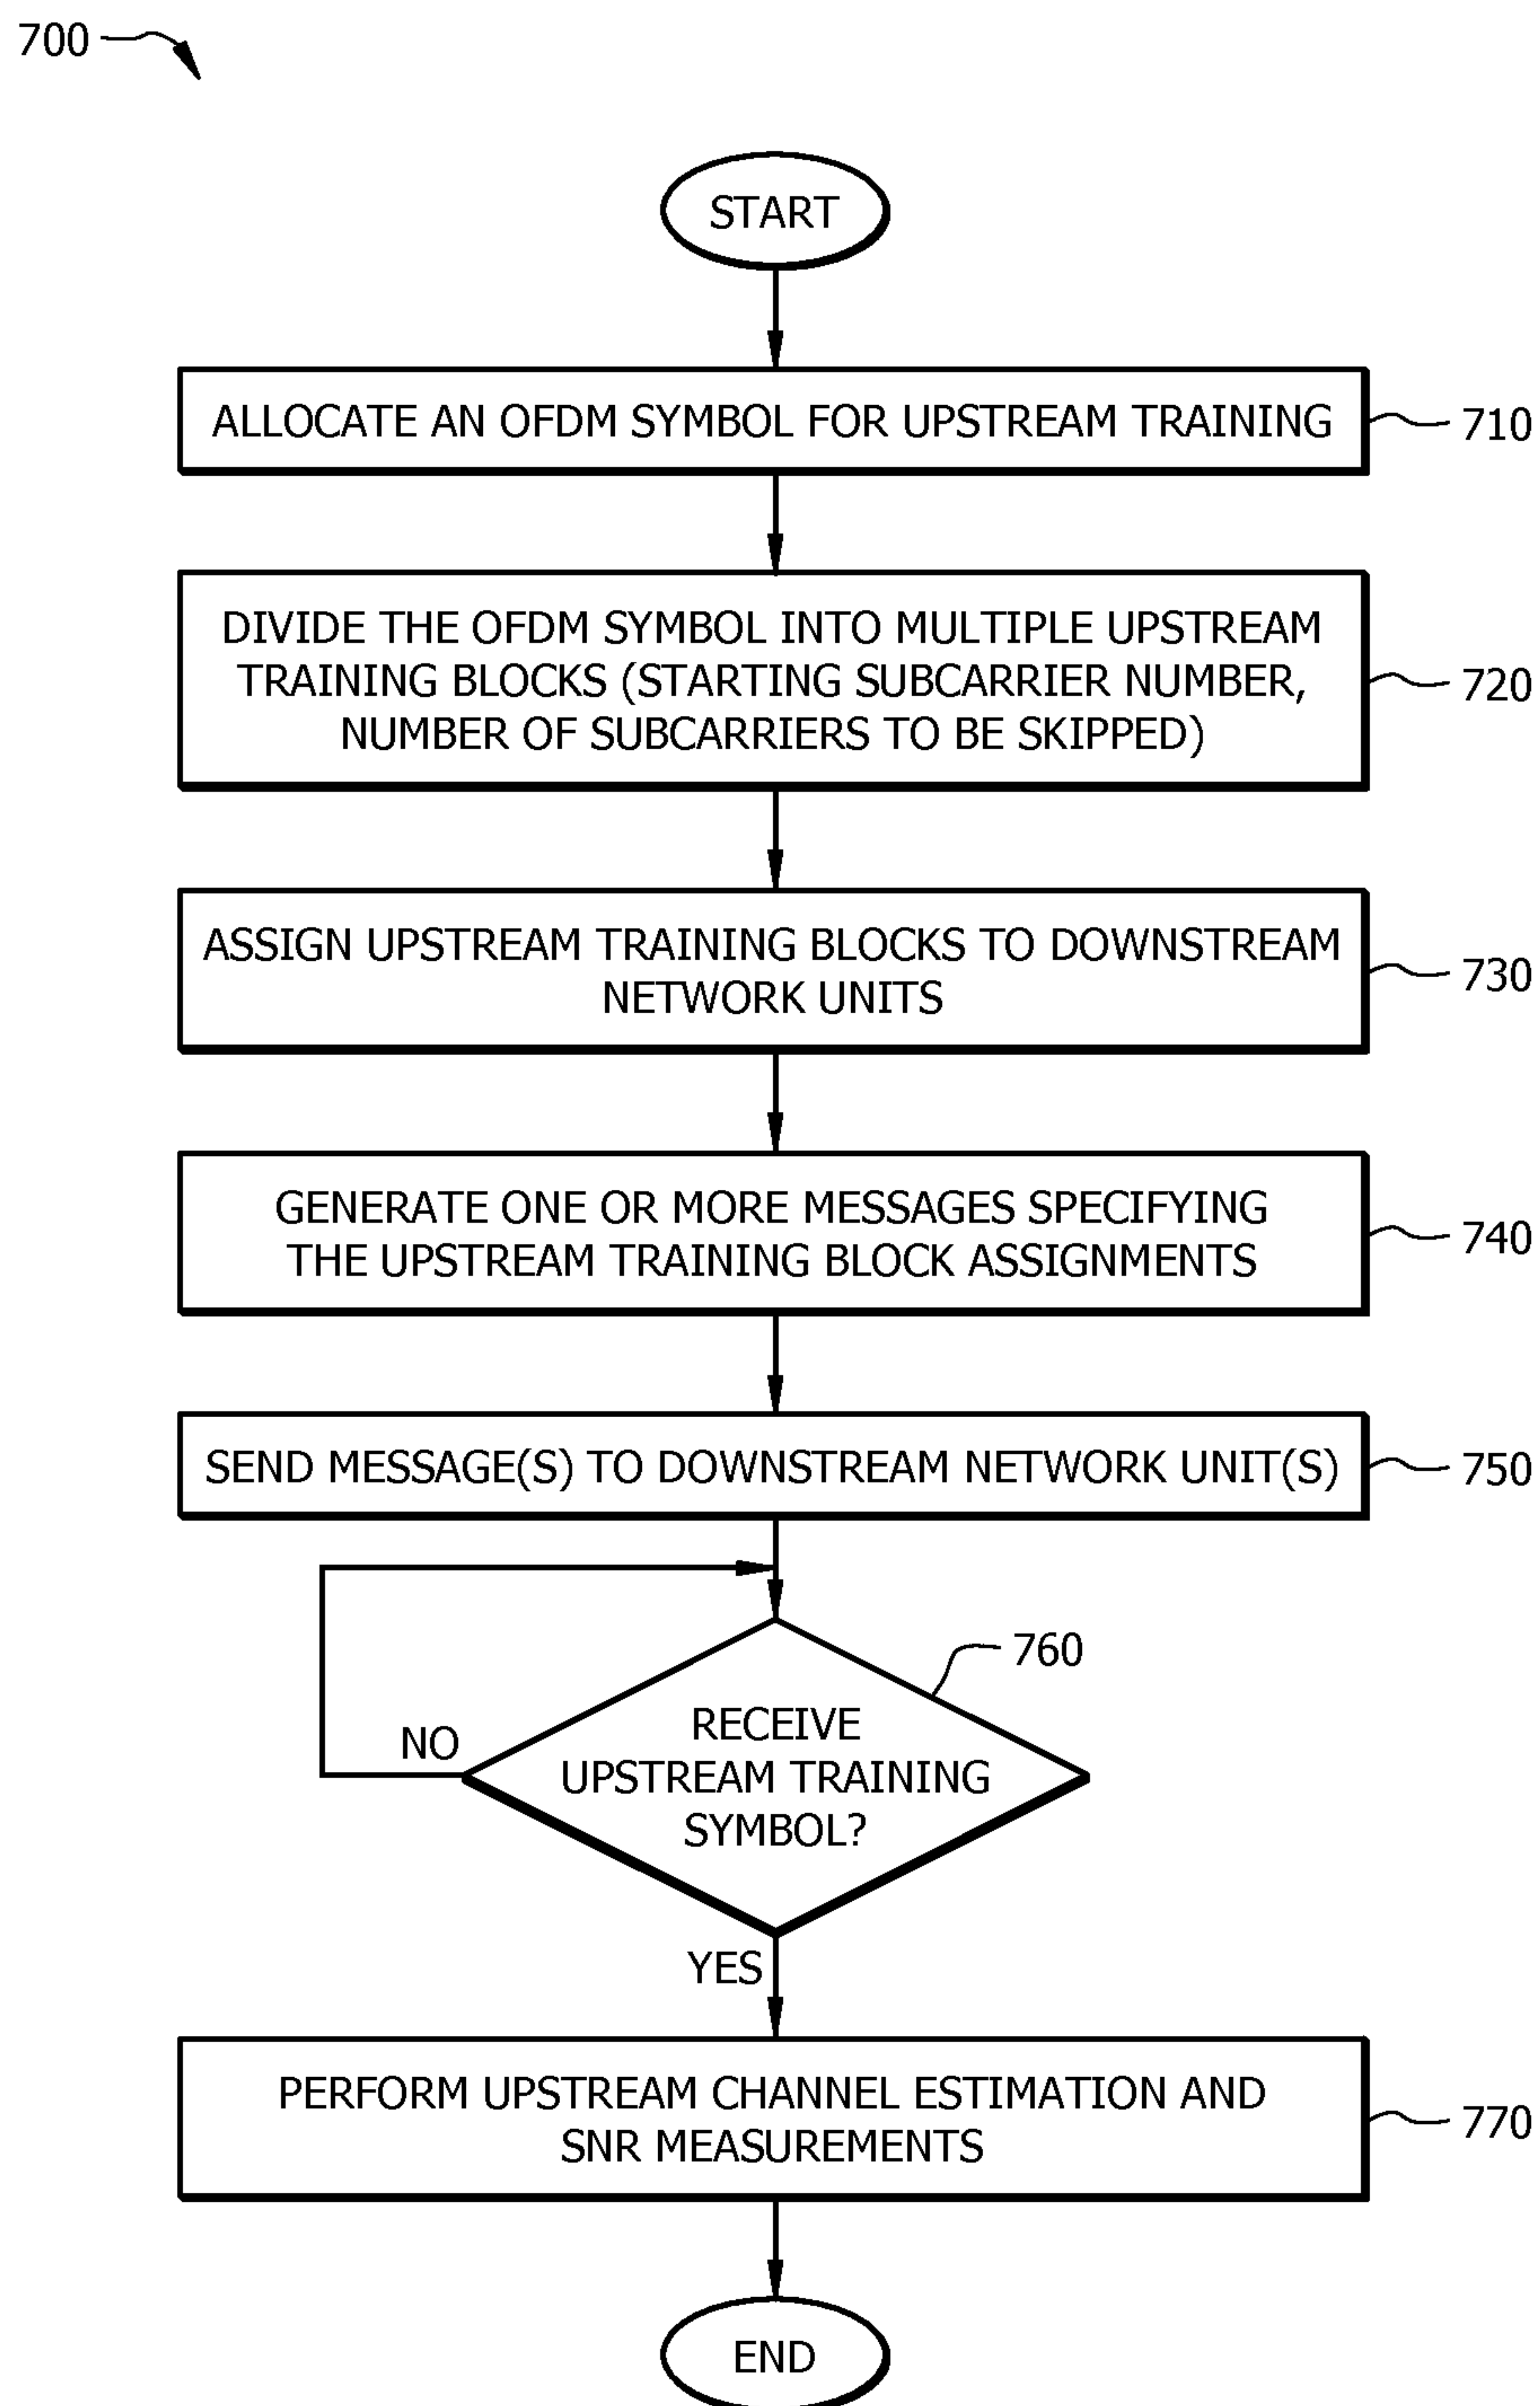 700
START
ALLOCATE AN OFDM SYMBOL FOR UPSTREAM TRAINING
710
DIVIDE THE OFDM SYMBOL INTO MULTIPLE UPSTREAM
TRAINING BLOCKS (STARTING SUBCARRIER NUMBER,
NUMBER OF SUBCARRIERS TO BE SKIPPED)
720
ASSIGN UPSTREAM TRAINING BLOCKS TO DOWNSTREAM
NETWORK UNITS
730
GENERATE ONE OR MORE MESSAGES SPECIFYING
THE UPSTREAM TRAINING BLOCK ASSIGNMENTS
740
SEND MESSAGE(S) TO DOWNSTREAM NETWORK UNIT(S)
750
760
RECEIVE
UPSTREAM TRAINING
SYMBOL?
NO
YES
PERFORM UPSTREAM CHANNEL ESTIMATION AND
SNR MEASUREMENTS
770
END